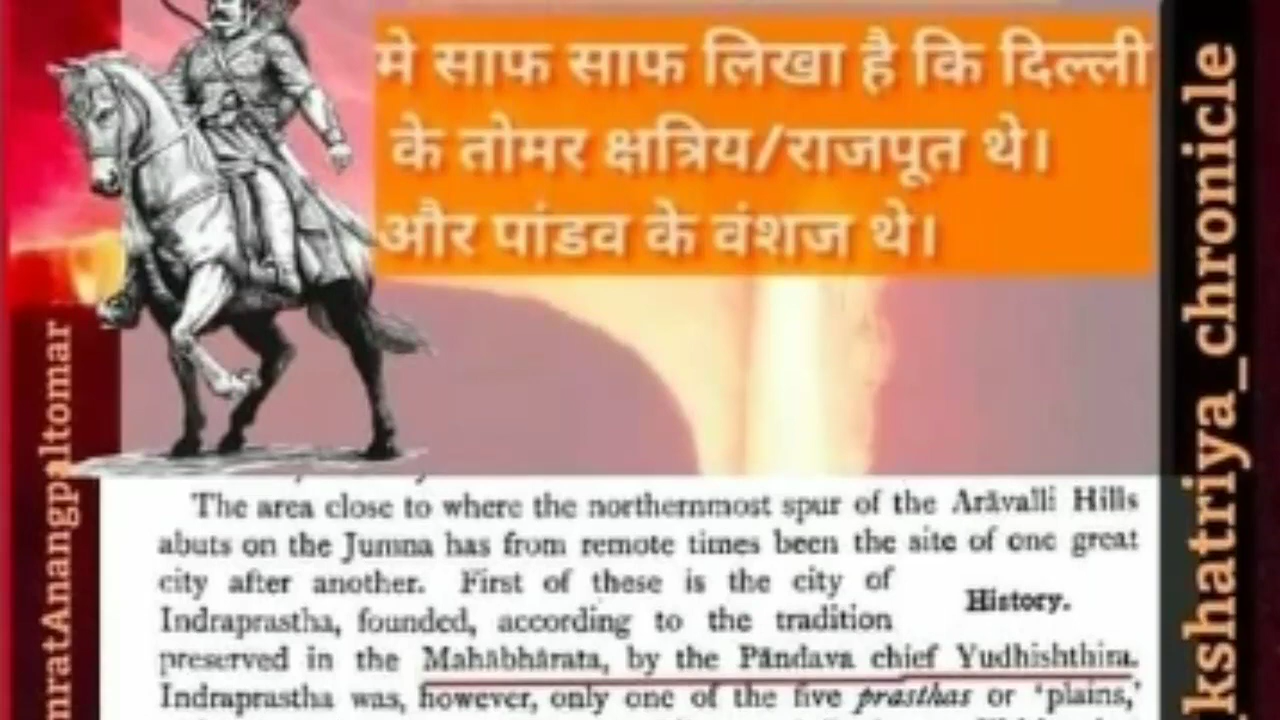 मे साफ साफ लिखा है कि दिल्ली
के तोमर क्षत्रिय/राजपूत थे।
और पांडव के वंशज थे।
mratAnangpaltomar
kshatriya_chronicle
The area close to where the northernmost spur of the Arāvalli Hills
abuts on the Jumna has from remote times been the site of one great
city after another. First of these is the city of
History.
Indraprastha, founded, according to the tradition
preserved in the Mahābhārata, by the Pāndava chief Yudhishthira.
Indraprastha was, however, only one of the five prasthas or 'plains,'